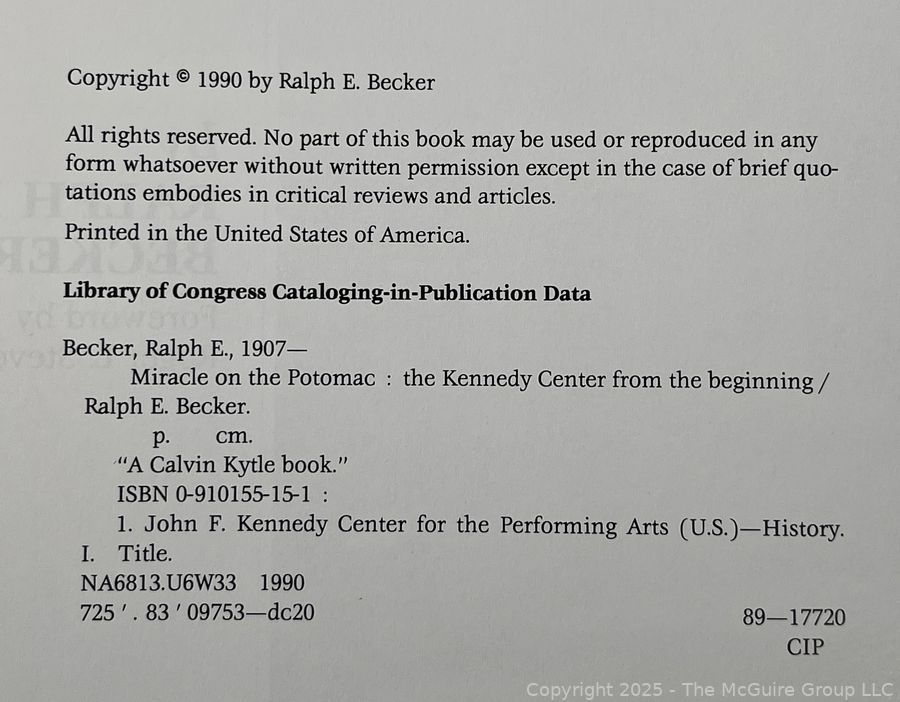 Copyright © 1990 by Ralph E. Becker
All rights reserved. No part of this book may be used or reproduced in any
form whatsoever without written permission except in the case of brief quo-
tations embodies in critical reviews and articles.
Printed in the United States of America.
Library of Congress Cataloging-in-Publication Data
Becker, Ralph E., 1907—
Miracle on the Potomac : the Kennedy Center from the beginning /
Ralph E. Becker.
p. cm.
“A Calvin Kytle book.”
ISBN 0-910155-15-1 :
1. John F. Kennedy Center for the Performing Arts (U.S.)—History.
I. Title.
NA6813.U6W33 1990
725 ′ . 83 ′ 09753—dc20
89—17720
CIP
Copyright 2025 - The McGuire Group LLC
BECKER
Foreword by